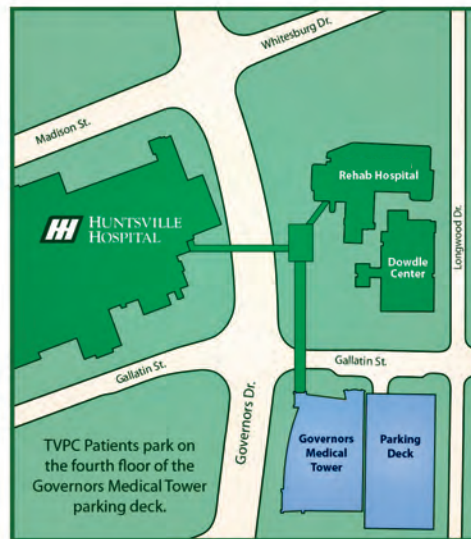 Whitesburg Dr.
Madison St.
Rehab Hospital
HUNTSVILLE
HOSPITAL
Longwood Dr.
Dowdle
Center
Gallatin St.
Gallatin St.
Governors Dr.
TVPC Patients park on
the fourth floor of the
Governors Medical Tower
parking deck.
Governors
Medical
Tower
Parking
Deck